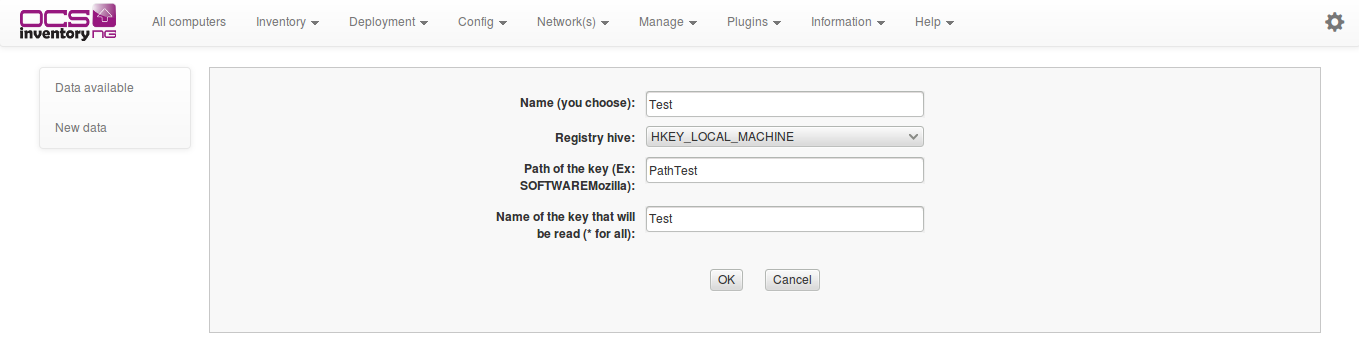 OCS inventory NG
All computers Inventory Deployment Config Network(s) Manage Plugins Information Help
Data available
New data
Name (you choose): Test
Registry hive: HKEY_LOCAL_MACHINE
Path of the key (Ex: PathTest
SOFTWAREMozilla):
Name of the key that will Test
be read (* for all):
OK Cancel